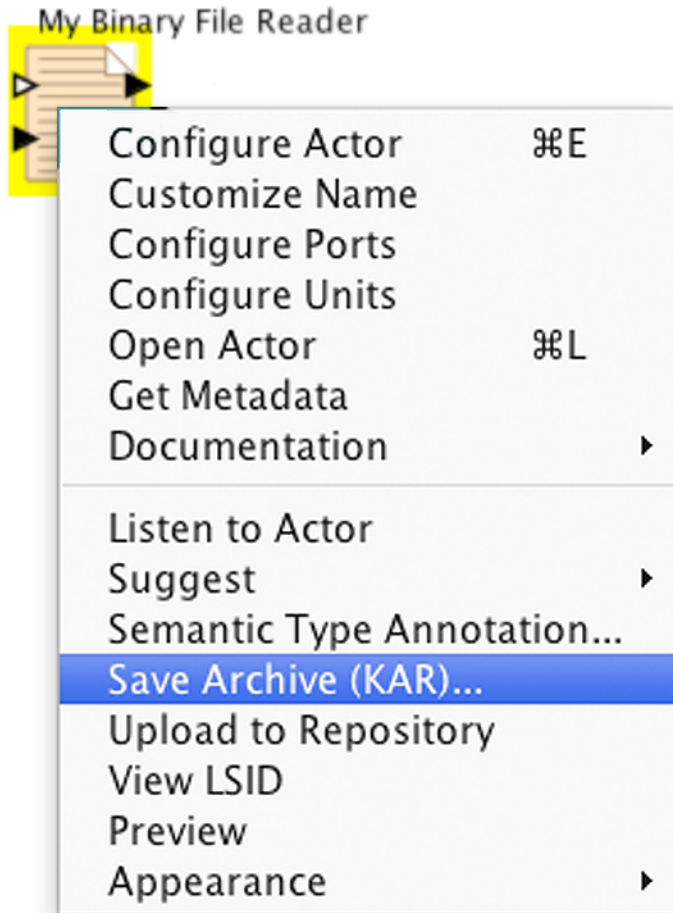 My Binary File Reader
Configure Actor ⌘E
Customize Name
Configure Ports
Configure Units
Open Actor ⌘L
Get Metadata
Documentation
Listen to Actor
Suggest
Semantic Type Annotation...
Save Archive (KAR)...
Upload to Repository
View LSID
Preview
Appearance